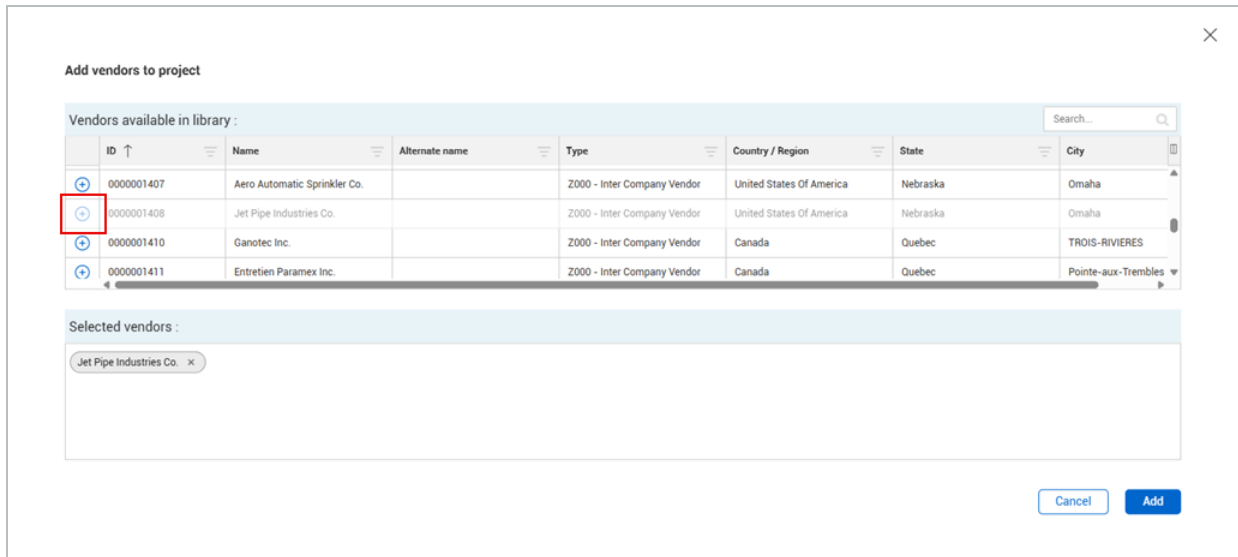 Add vendors to project
Vendors available in library :
Search...
ID Name Alternate name Type Country / Region State City
0000001407 Aero Automatic Sprinkler Co. Z000 - Inter Company Vendor United States Of America Nebraska Omaha
0000001408 Jet Pipe Industries Co. Z000 - Inter Company Vendor United States Of America Nebraska Omaha
0000001410 Ganotec Inc. Z000 - Inter Company Vendor Canada Quebec TROIS-RIVIERES
0000001411 Entretien Paramex Inc. Z000 - Inter Company Vendor Canada Quebec Pointe-aux-Trembles
Selected vendors :
Jet Pipe Industries Co.
Cancel Add